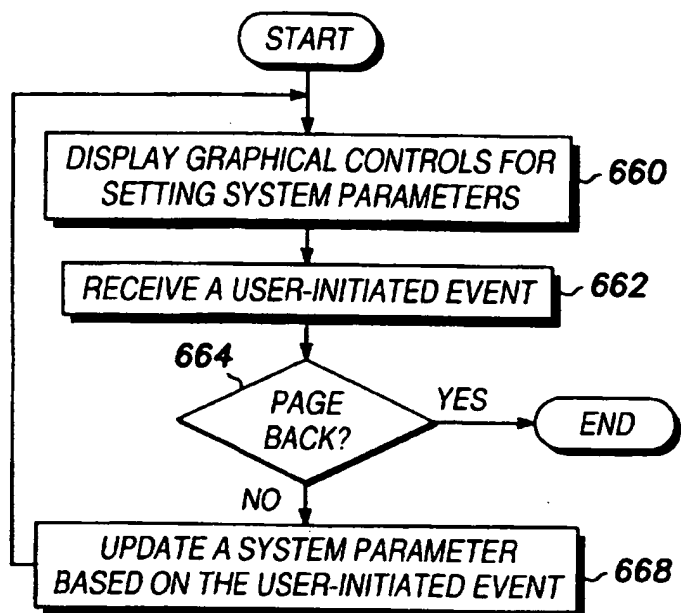 START
DISPLAY GRAPHICAL CONTROLS FOR
SETTING SYSTEM PARAMETERS
660
RECEIVE A USER-INITIATED EVENT
662
664
PAGE
BACK?
YES
END
NO
UPDATE A SYSTEM PARAMETER
BASED ON THE USER-INITIATED EVENT
668